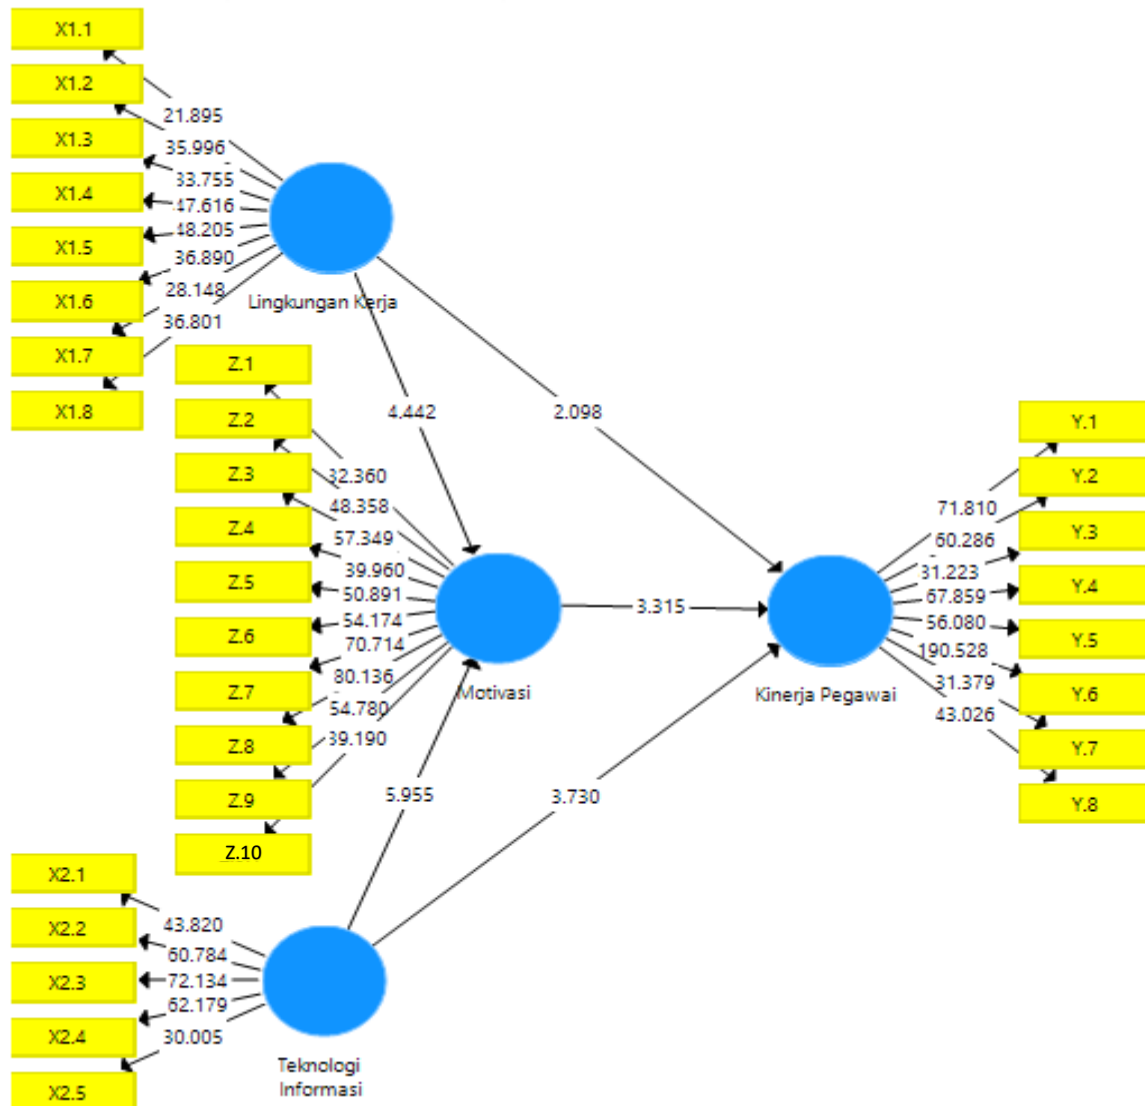 X1.1
X1.2
X1.3
X1.4
X1.5
X1.6
X1.7
X1.8
21.895
35.996
33.755
47.616
48.205
36.890
28.148
36.801
Lingkungan Kerja
4.442
2.098
Z.1
Z.2
Z.3
Z.4
Z.5
Z.6
Z.7
Z.8
Z.9
Z.10
32.360
48.358
57.349
39.960
50.891
54.174
70.714
80.136
54.780
39.190
Motivasi
3.315
5.955
3.730
Kinerja Pegawai
71.810
60.286
31.223
67.859
56.080
190.528
31.379
43.026
Y.1
Y.2
Y.3
Y.4
Y.5
Y.6
Y.7
Y.8
X2.1
X2.2
X2.3
X2.4
X2.5
43.820
60.784
72.134
62.179
30.005
Teknologi
Informasi